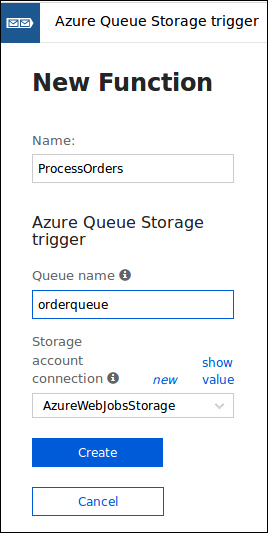 Azure Queue Storage trigger
New Function
Name:
ProcessOrders
Azure Queue Storage
trigger
Queue name
orderqueue
Storage
account
connection
new
show
value
AzureWebJobsStorage
Create
Cancel